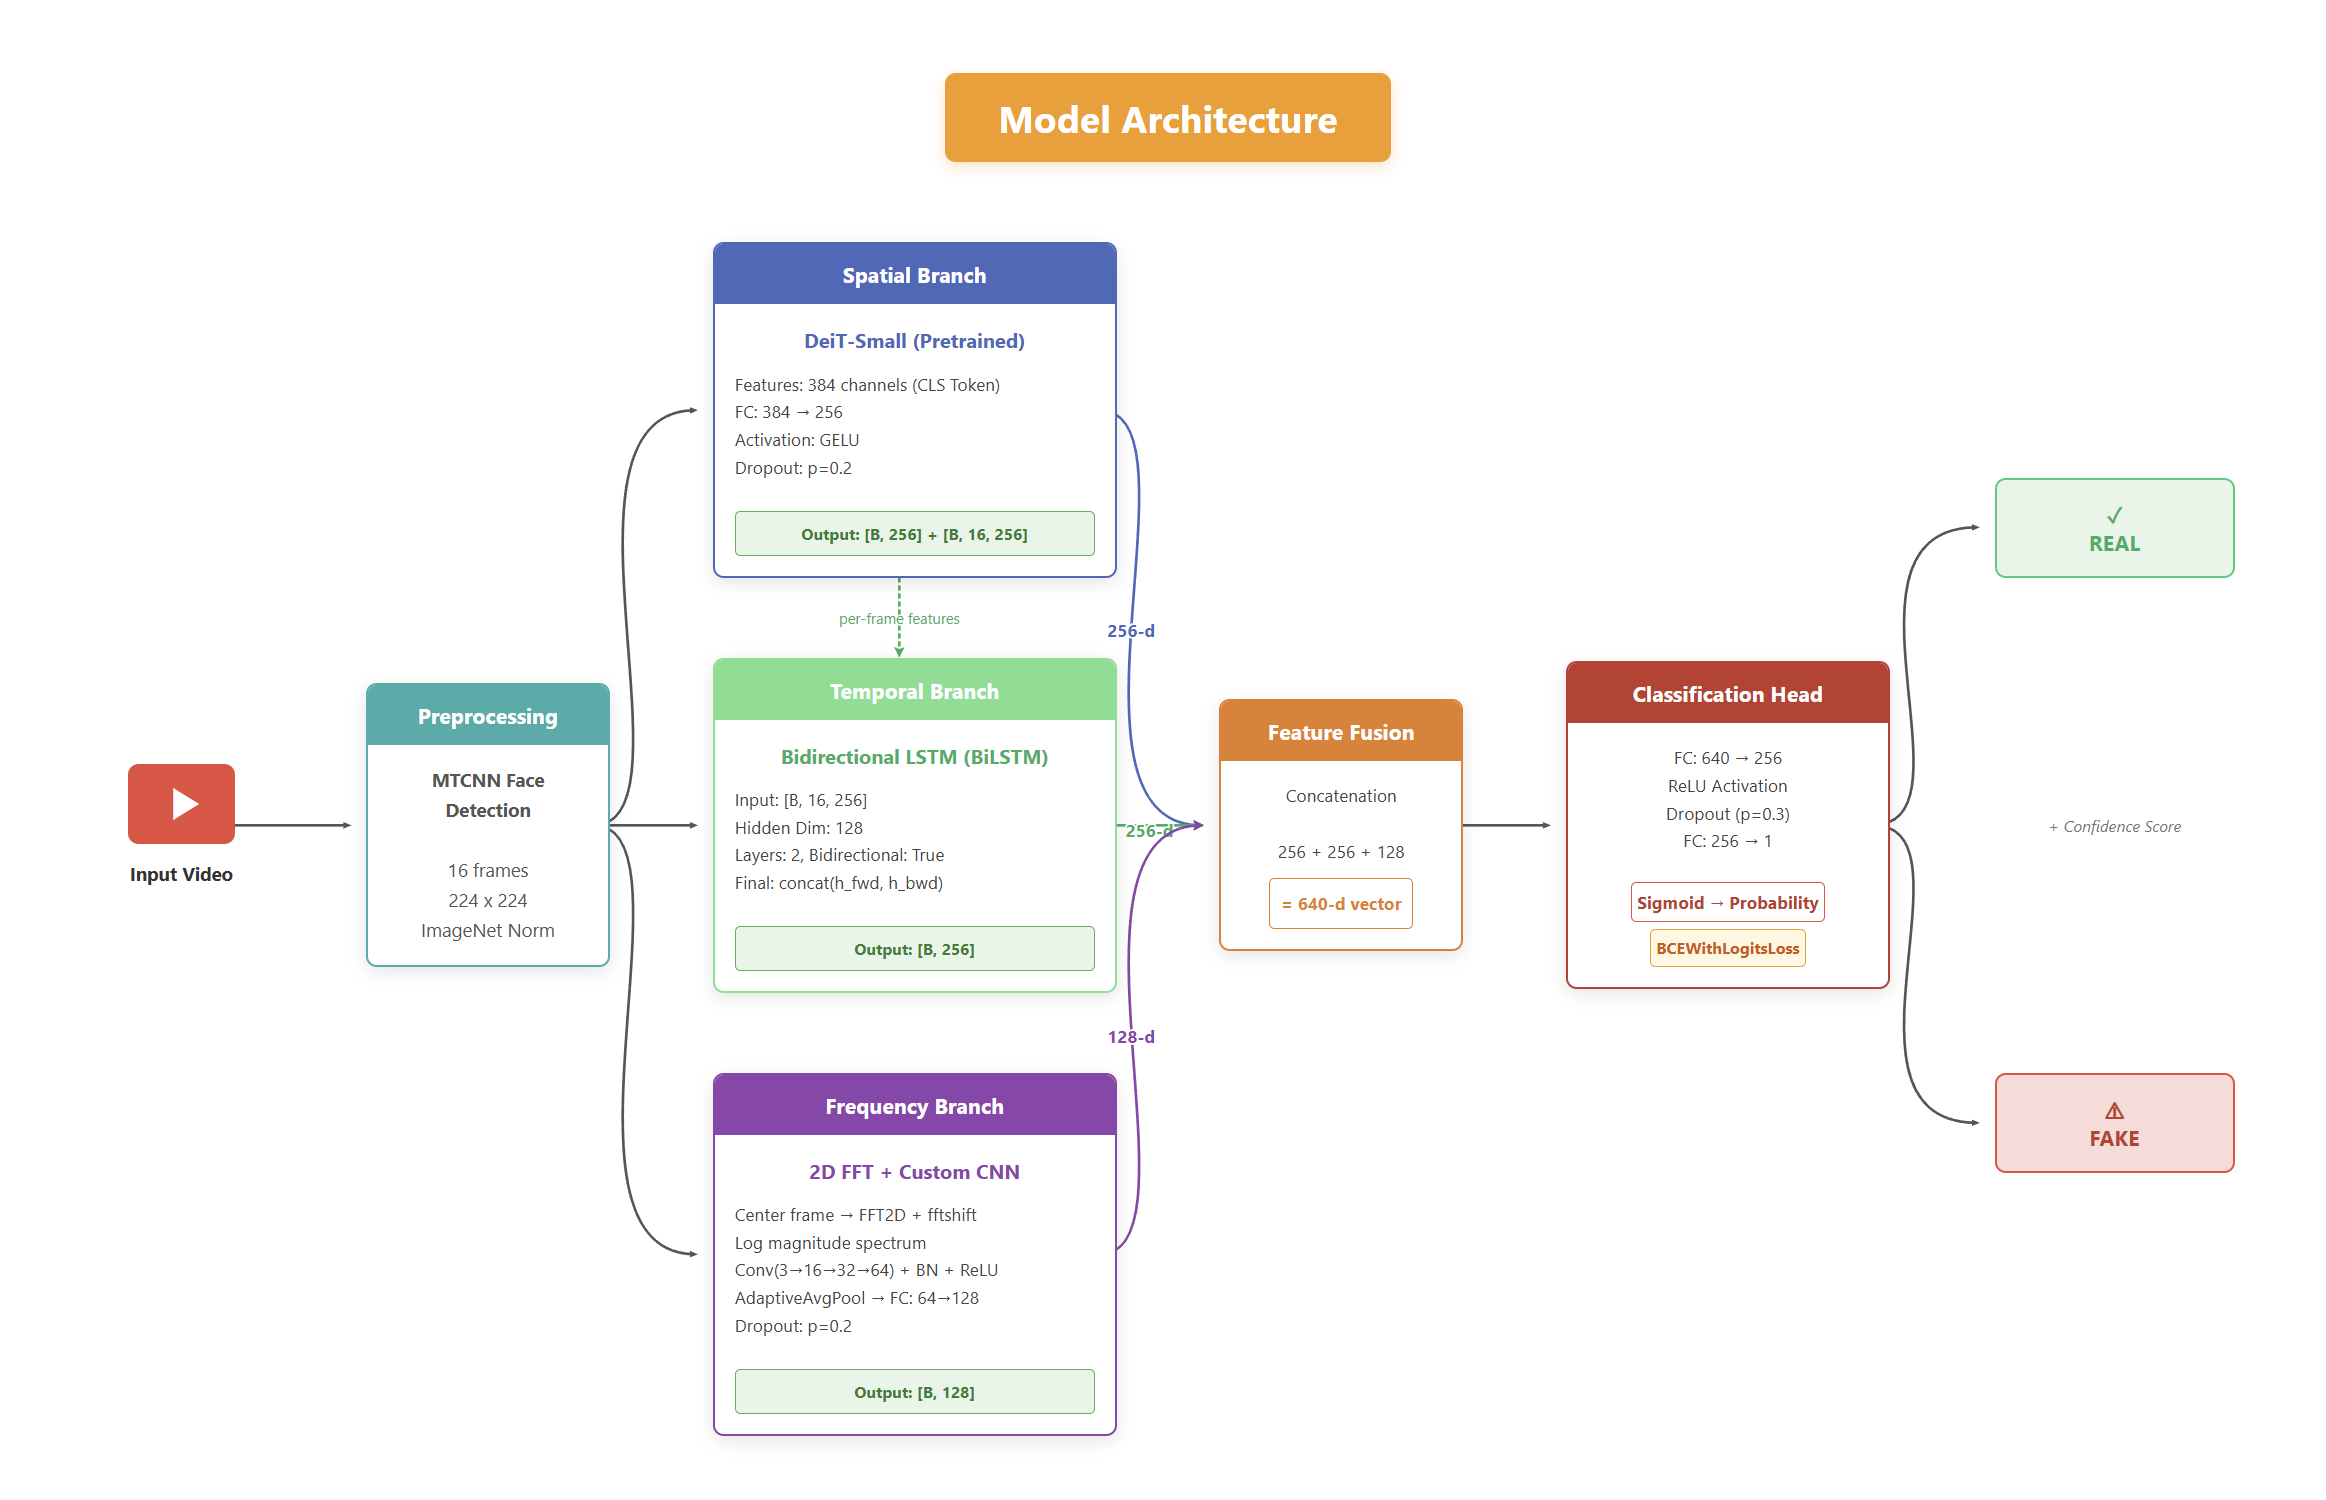 Model Architecture
Input Video
Preprocessing
MTCNN Face
Detection
16 frames
224 x 224
ImageNet Norm
Spatial Branch
DeiT-Small (Pretrained)
Features: 384 channels (CLS Token)
FC: 384 → 256
Activation: GELU
Dropout: p=0.2
Output: [B, 256] + [B, 16, 256]
per-frame features
Temporal Branch
Bidirectional LSTM (BiLSTM)
Input: [B, 16, 256]
Hidden Dim: 128
Layers: 2, Bidirectional: True
Final: concat(h_fwd, h_bwd)
Output: [B, 256]
Frequency Branch
2D FFT + Custom CNN
Center frame → FFT2D + fftshift
Log magnitude spectrum
Conv(3→16→32→64) + BN + ReLU
AdaptiveAvgPool → FC: 64→128
Dropout: p=0.2
Output: [B, 128]
256-d
256-d
128-d
Feature Fusion
Concatenation
256 + 256 + 128
= 640-d vector
Classification Head
FC: 640 → 256
ReLU Activation
Dropout (p=0.3)
FC: 256 → 1
Sigmoid → Probability
BCEWithLogitsLoss
✓
REAL
+ Confidence Score
⚠
FAKE